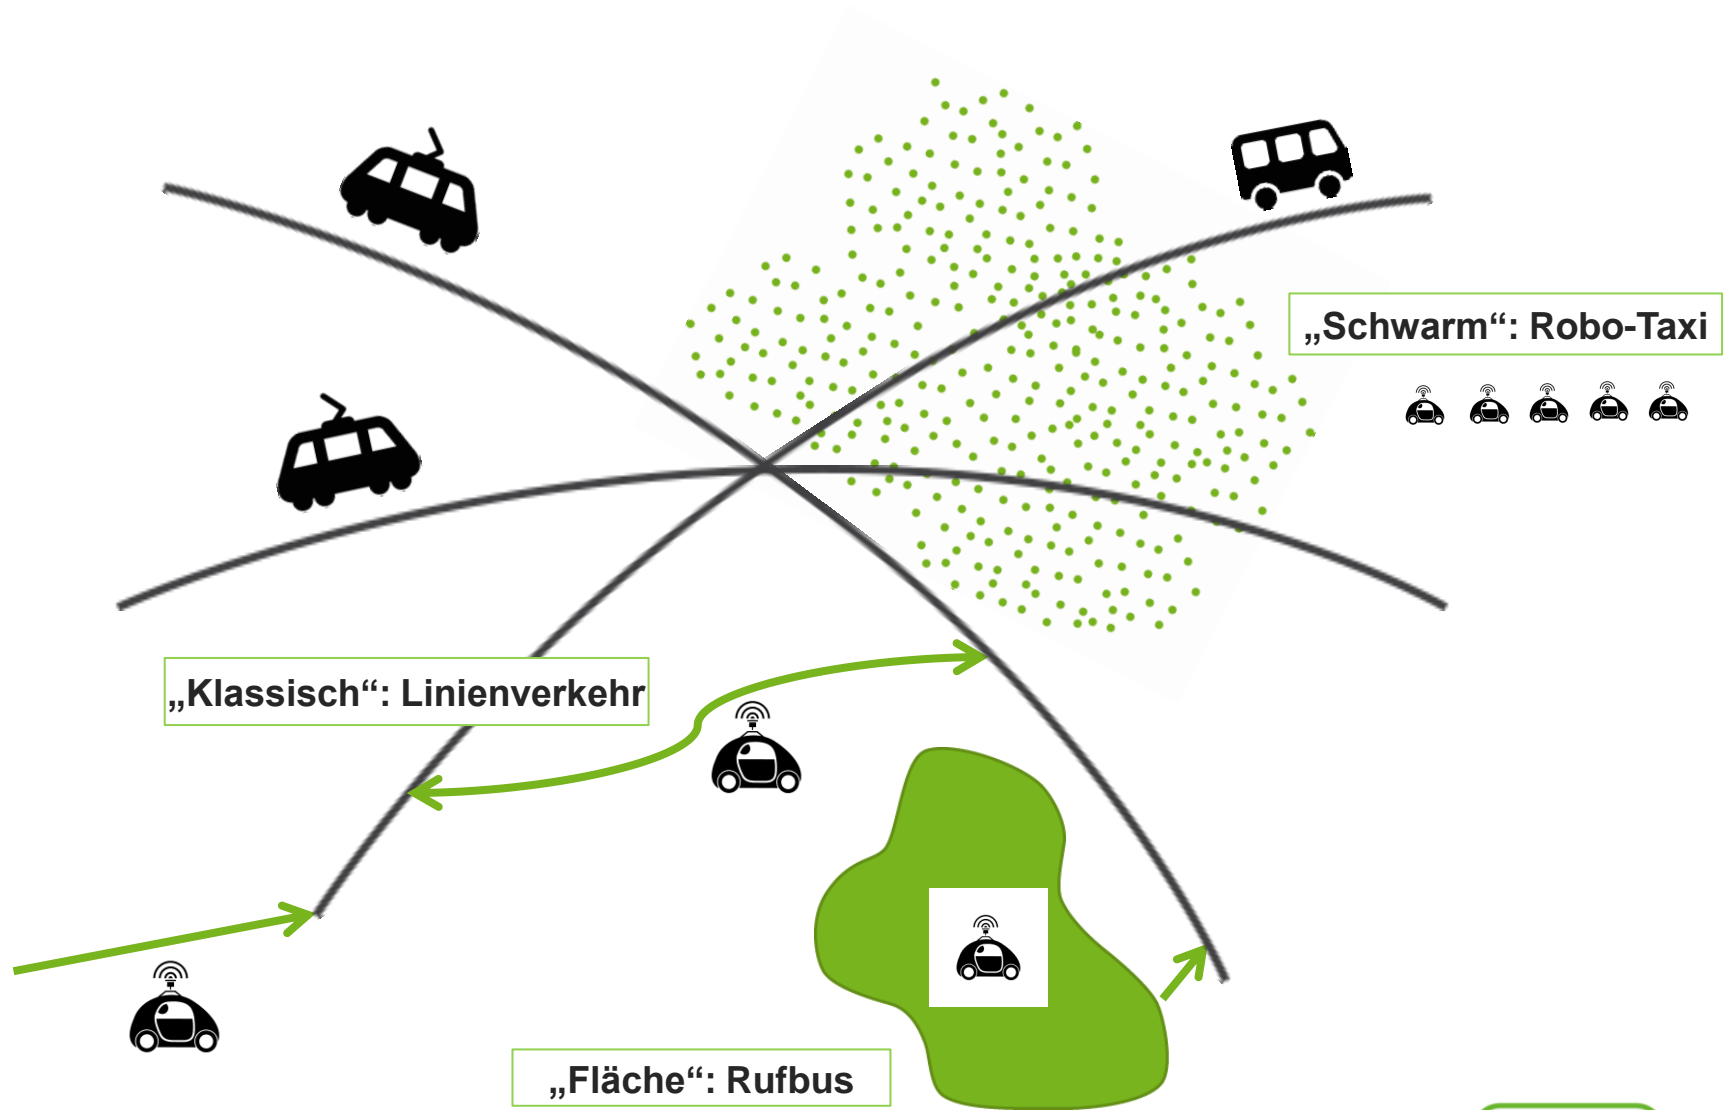 „Schwarm“: Robo-Taxi
„Klassisch“: Linienverkehr
„Fläche“: Rufbus